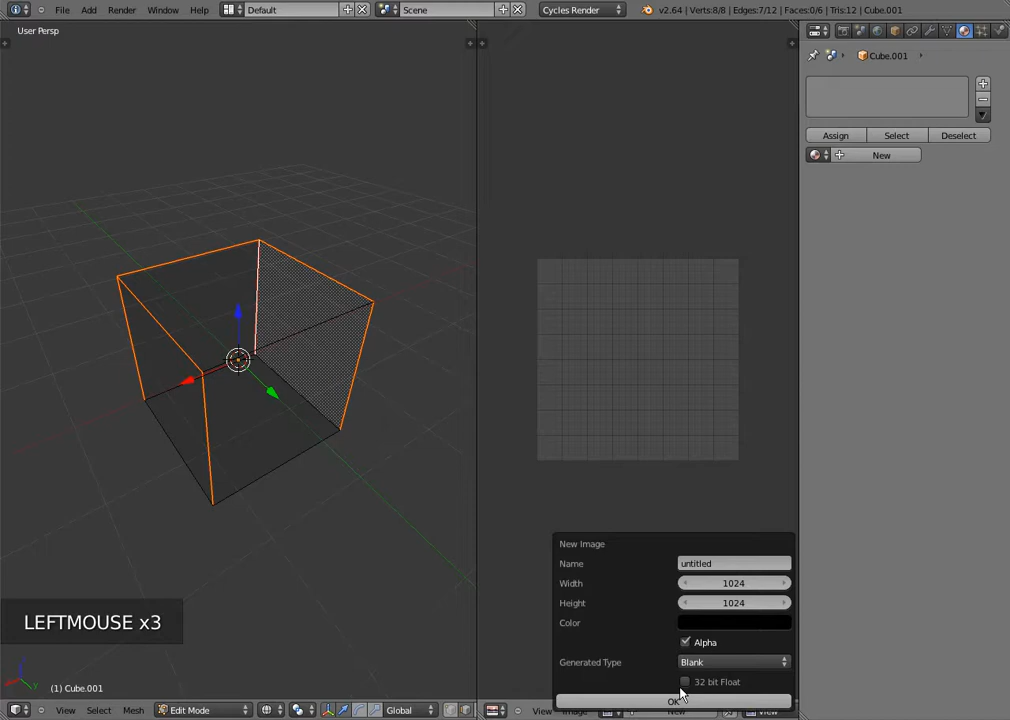 File Add Render Window Help Default Scene Cycles Render v2.64 | Verts:8/8 | Edges:7/12 | Faces:0/6 | Tris:12 | Cube.001
User Persp
Cube.001
Assign Select Deselect
New
New Image
Name untitled
Width 1024
Height 1024
Color
Alpha
Generated Type Blank
32 bit Float
OK
LEFTMOUSE x3
(1) Cube.001
View Select Mesh Edit Mode Global View Image New View